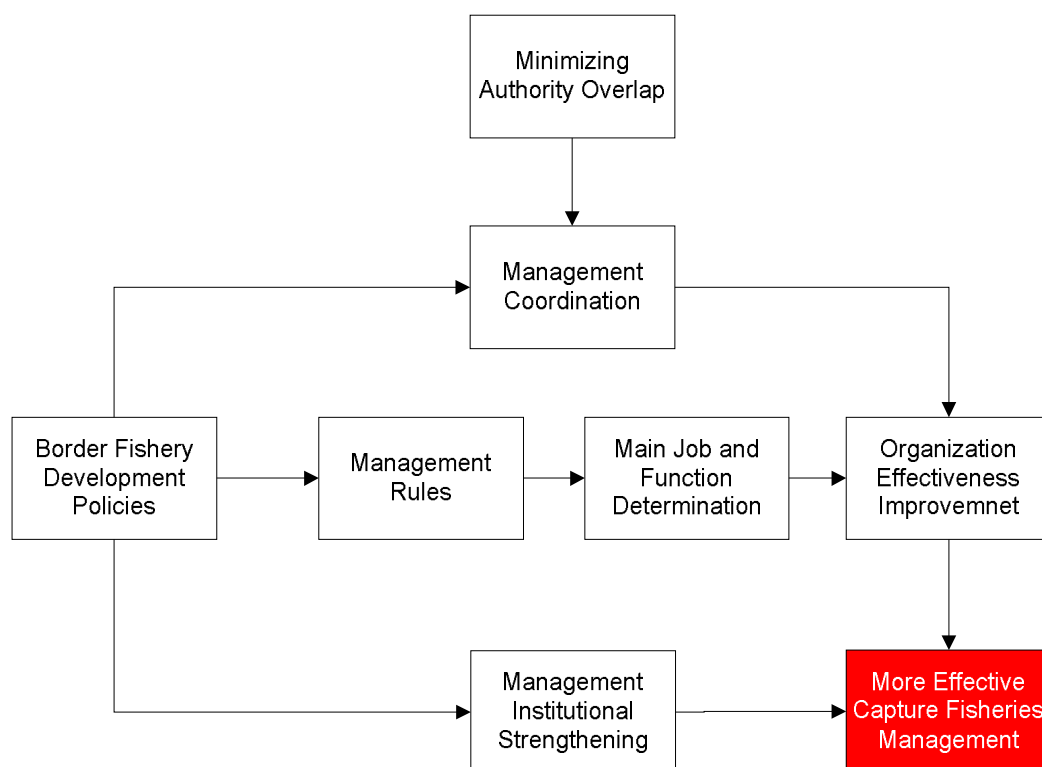 Minimizing
Authority Overlap
Management
Coordination
Border Fishery
Development
Policies
Management
Rules
Main Job and
Function
Determination
Organization
Effectiveness
Improvemnet
Management
Institutional
Strengthening
More Effective
Capture Fisheries
Management